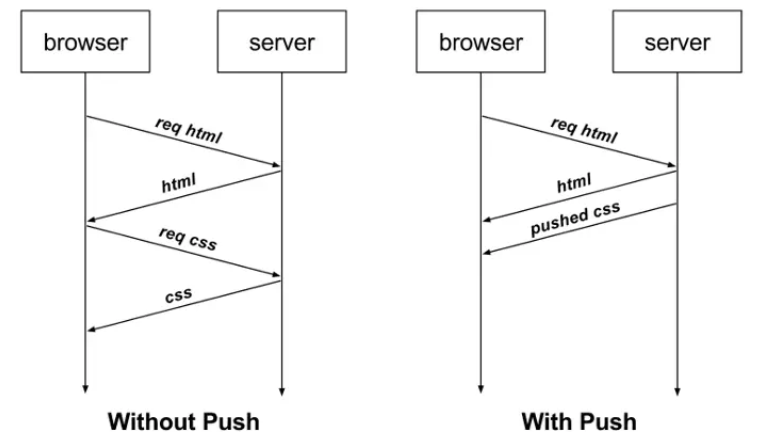 browser
server
req html
html
req css
css
Without Push
browser
server
req html
html
pushed css
With Push